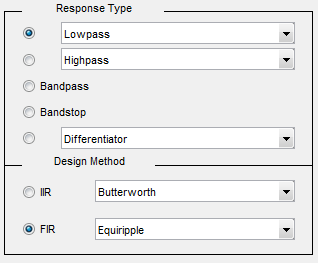 Response Type
Lowpass
Highpass
Bandpass
Bandstop
Differentiator
Design Method
IIR Butterworth
FIR Equiripple